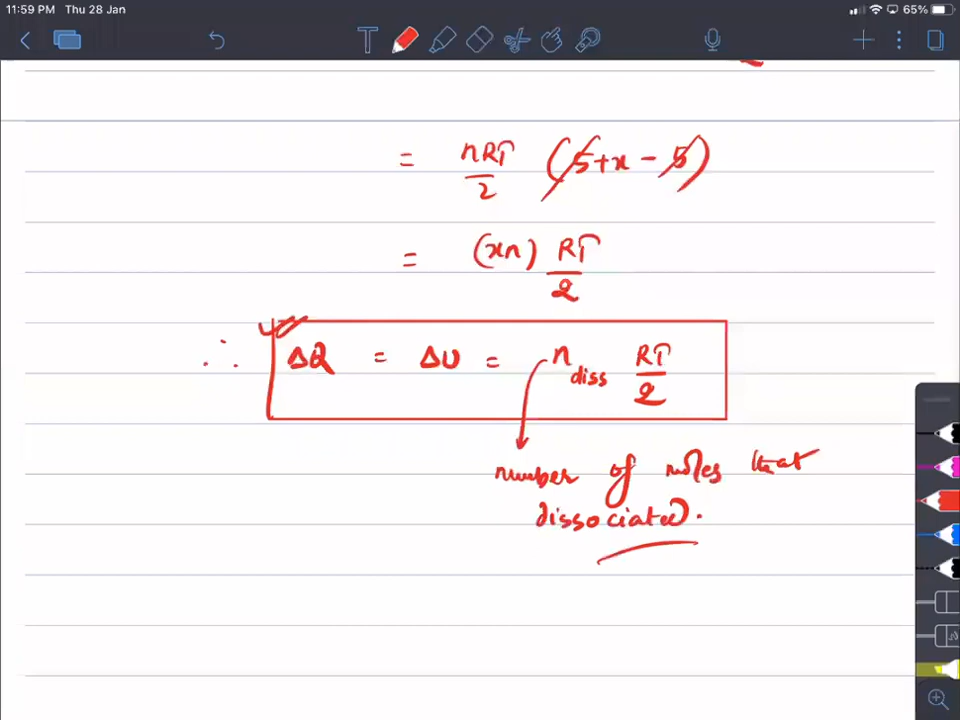 11:59 PM Thu 28 Jan 65%
= nRT/2 (5+x-5)
= (xn) RT/2
∴ ΔQ = ΔU = n diss RT/2
number of moles that
dissociated.